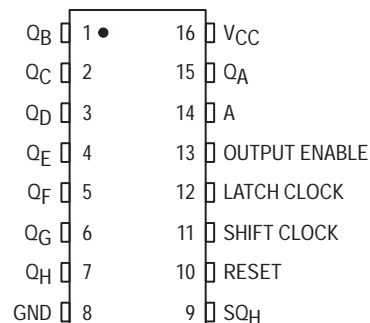 QB 1 16 VCC
QC 2 15 QA
QD 3 14 A
QE 4 13 OUTPUT ENABLE
QF 5 12 LATCH CLOCK
QG 6 11 SHIFT CLOCK
QH 7 10 RESET
GND 8 9 SQH